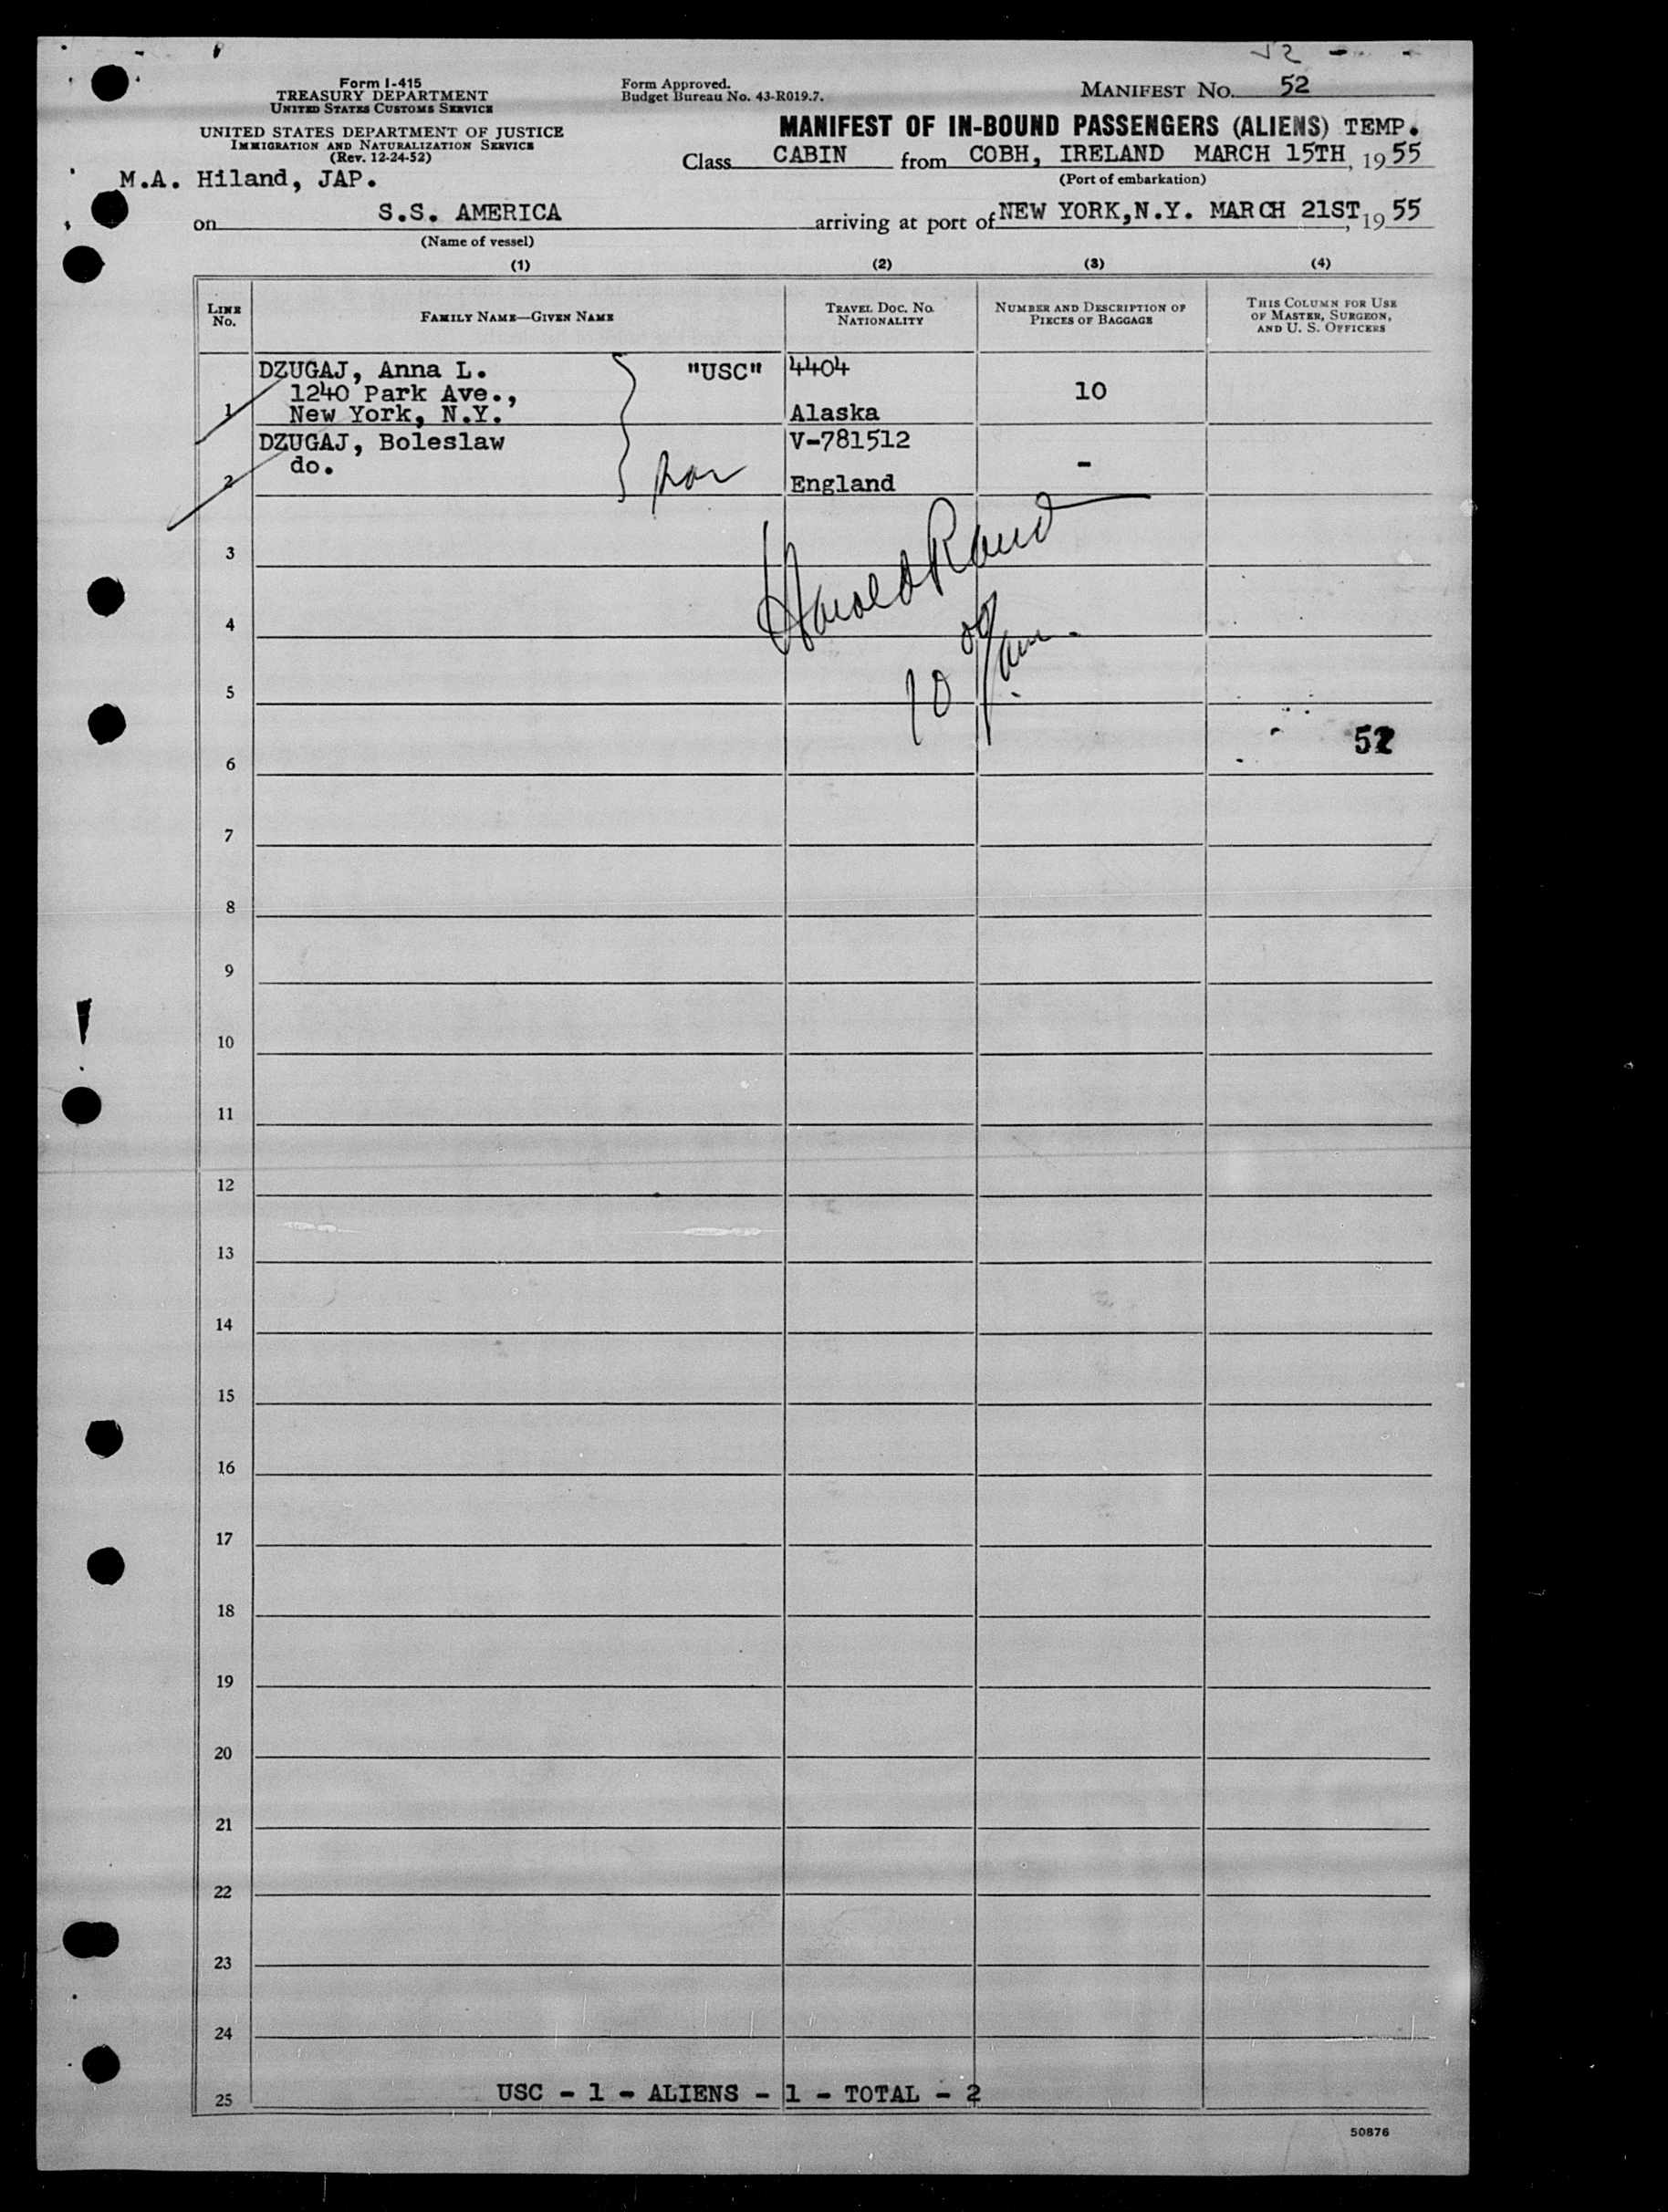 52
Form I-415
TREASURY DEPARTMENT
UNITED STATES CUSTOMS SERVICE
UNITED STATES DEPARTMENT OF JUSTICE
IMMIGRATION AND NATURALIZATION SERVICE
(Rev. 12-24-52)
Form Approved.
Budget Bureau No. 43-R019.7.
MANIFEST NO. 52
MANIFEST OF IN-BOUND PASSENGERS (ALIENS) TEMP.
Class CABIN from COBH, IRELAND MARCH 15TH, 1955
(Port of embarkation)
M.A. Hiland, JAP.
on S.S. AMERICA arriving at port of NEW YORK, N.Y. MARCH 21ST, 1955
(Name of vessel)
(1) (2) (3) (4)
LINE NO.
FAMILY NAME—GIVEN NAME
TRAVEL DOC. NO.
NATIONALITY
NUMBER AND DESCRIPTION OF
PIECES OF BAGGAGE
THIS COLUMN FOR USE
OF MASTER, SURGEON,
AND U. S. OFFICERS
DZUGAJ, Anna L. "USC" 4404
1240 Park Ave., 10
1 New York, N.Y. Alaska
DZUGAJ, Boleslaw V-781512
do. -
2 England
Harold Rand
3
4
10 am.
5
52
6
7
8
9
10
11
12
13
14
15
16
17
18
19
20
21
22
23
24
25 USC - 1 - ALIENS - 1 - TOTAL - 2
50876